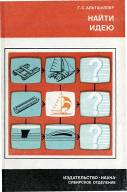 Г.С. АЛЬТШУЛЛЕР
НАЙТИ
ИДЕЮ
ИЗДАТЕЛЬСТВО · НАУКА ·
СИБИРСКОЕ ОТДЕЛЕНИЕ